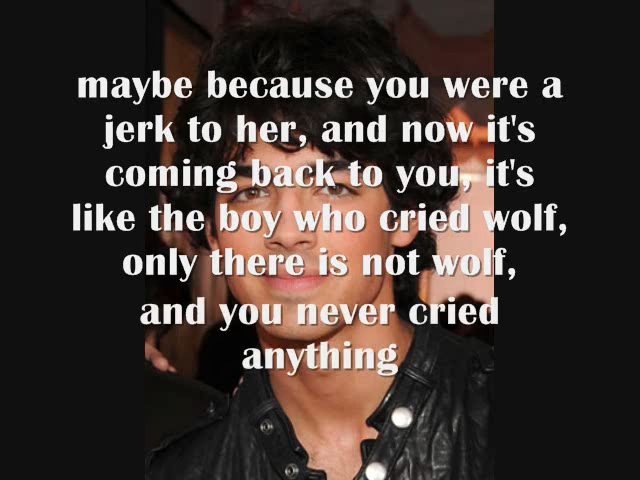 maybe because you were a
jerk to her, and now it's
coming back to you, it's
like the boy who cried wolf,
only there is not wolf,
and you never cried
anything